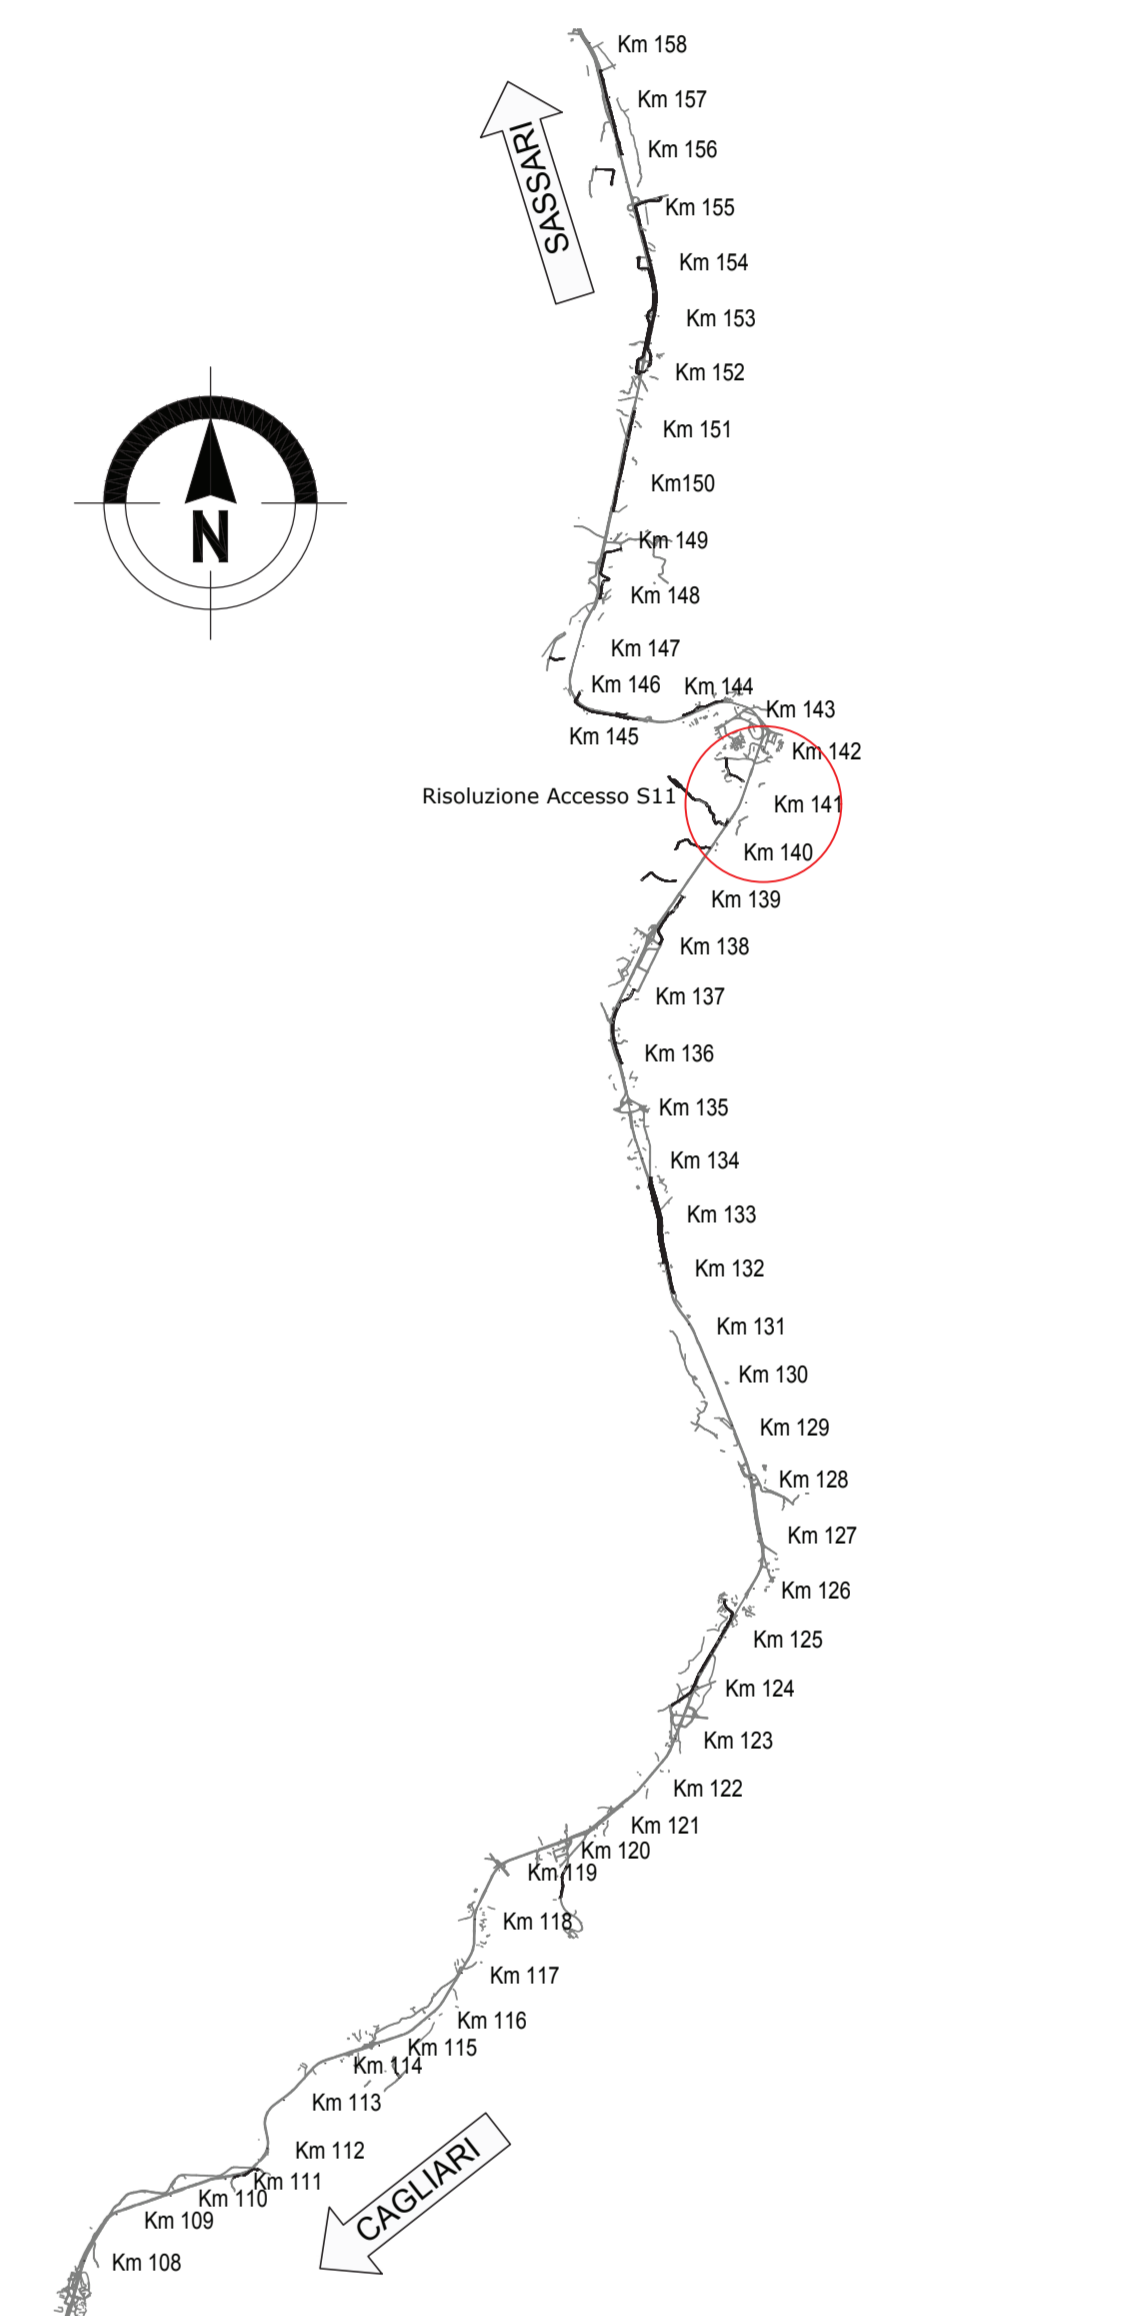 Km 158
Km 157
SASSARI
Km 156
Km 155
Km 154
Km 153
Km 152
Km 151
Km150
N
Km 149
Km 148
Km 147
Km 146
Km 144
Km 143
Km 145
Km 142
Risoluzione Accesso S11
Km 141
Km 140
Km 139
Km 138
Km 137
Km 136
Km 135
Km 134
Km 133
Km 132
Km 131
Km 130
Km 129
Km 128
Km 127
Km 126
Km 125
Km 124
Km 123
Km 122
Km 121
Km 120
Km 119
Km 118
Km 117
Km 116
Km 115
Km 114
Km 113
Km 112
CAGLIARI
Km 111
Km 110
Km 109
Km 108